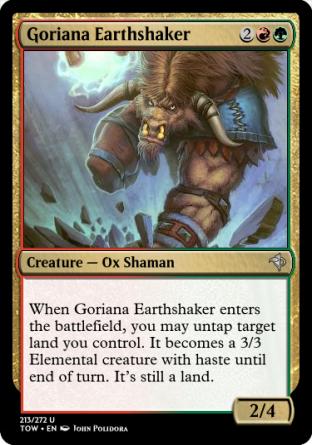 Goriana Earthshaker 2
Creature — Ox Shaman
When Goriana Earthshaker enters
the battlefield, you may untap target
land you control. It becomes a 3/3
Elemental creature with haste until
end of turn. It's still a land.
213/272 U
TOW • EN John Polidora
2/4